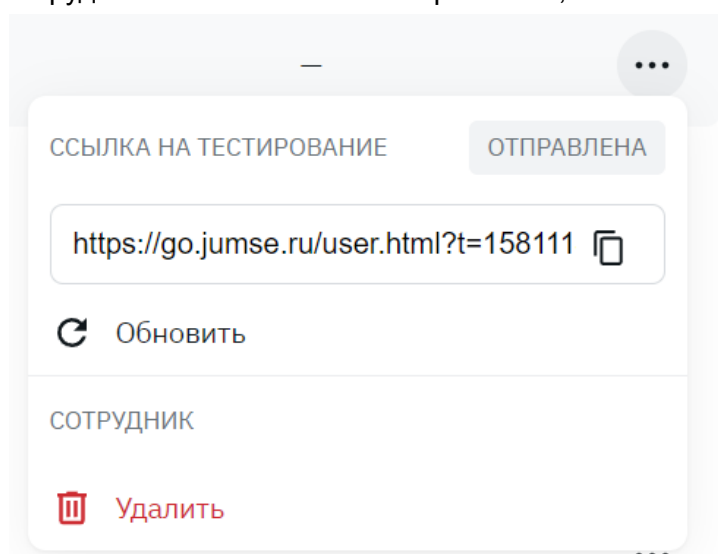 —
ССЫЛКА НА ТЕСТИРОВАНИЕ ОТПРАВЛЕНА
https://go.jumse.ru/user.html?t=158111
Обновить
СОТРУДНИК
Удалить